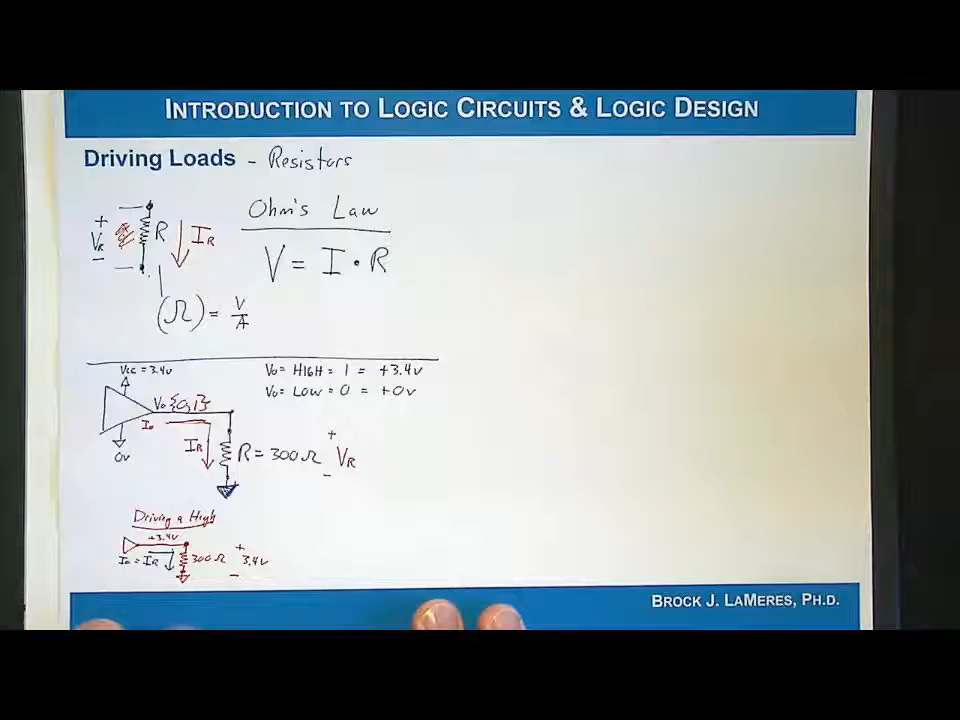 INTRODUCTION TO LOGIC CIRCUITS & LOGIC DESIGN
Driving Loads - Resistors
Ohm's Law
+
VR
-
R
IR
V = I · R
(Ω) = V/A
Vcc = 3.4v
Vo = HIGH = 1 = +3.4v
Vo = Low = 0 = +0v
Vo {0,1}
Io
IR
0v
R = 300Ω
+
VR
-
Driving a High
+3.4v
Io = IR
300Ω
+
3.4v
-
BROCK J. LAMERES, PH.D.